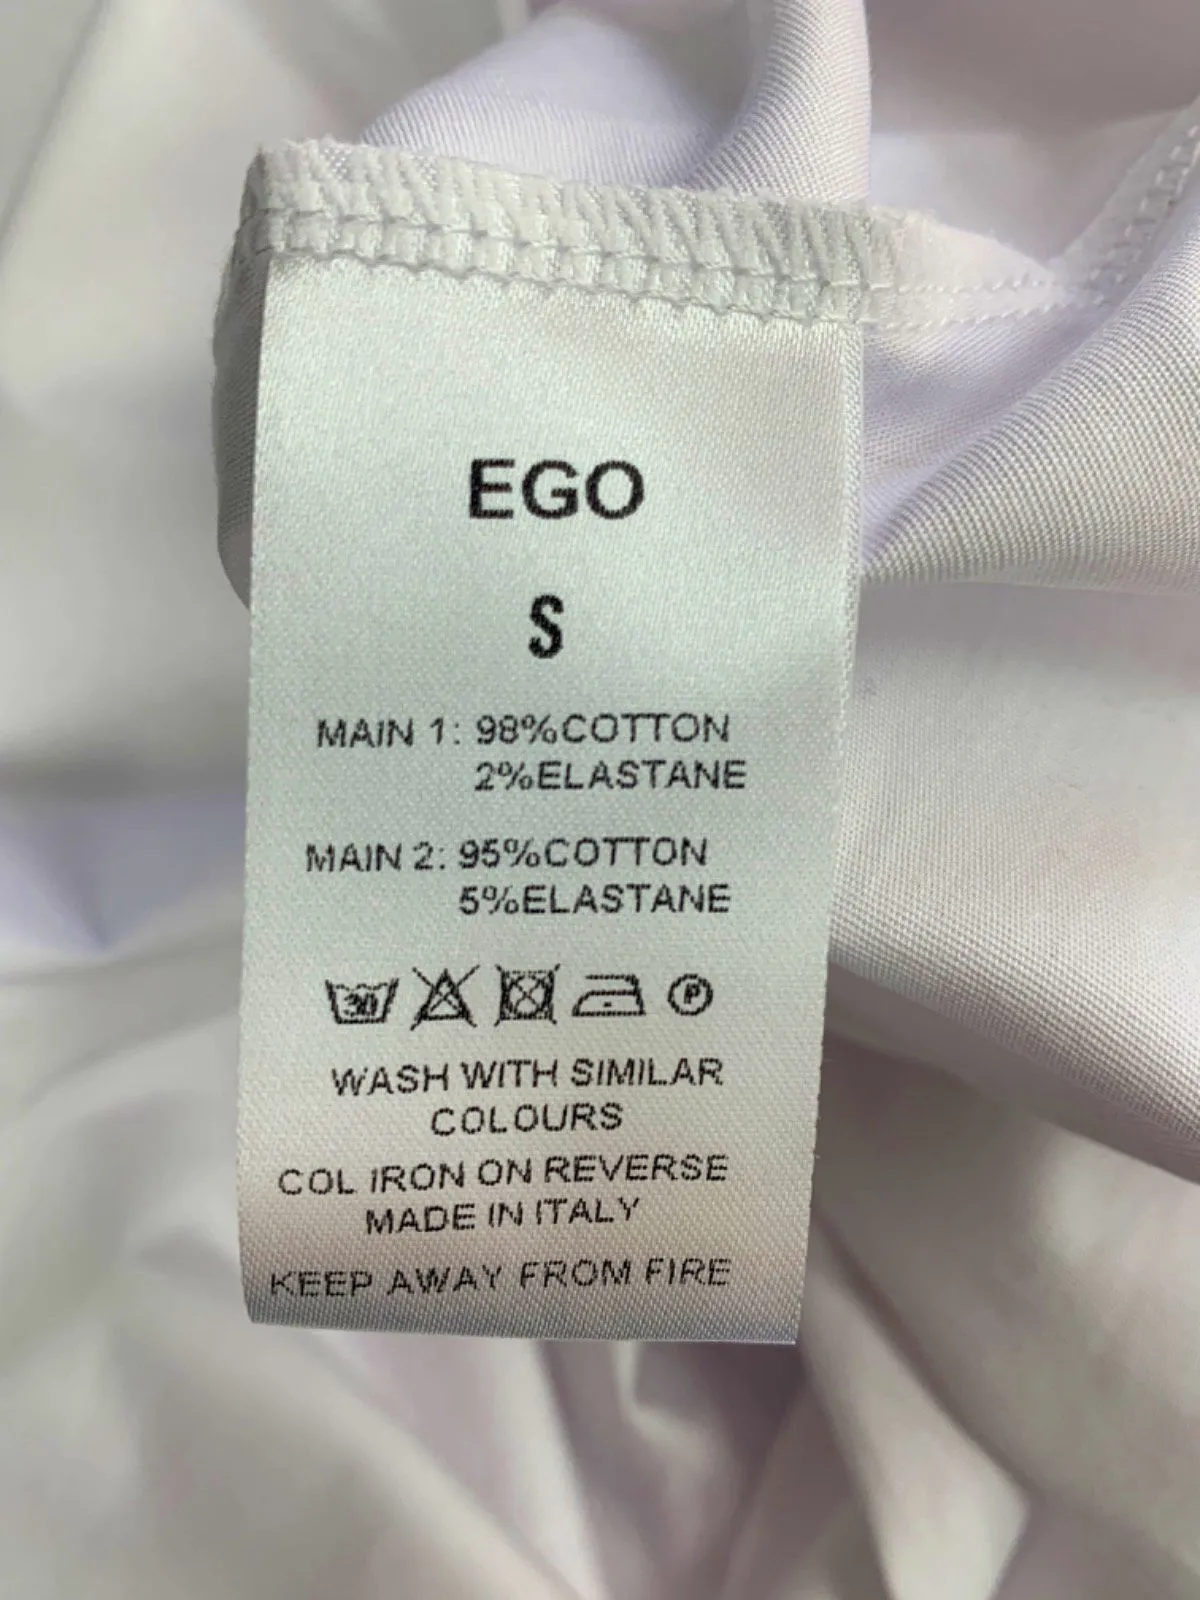 EGO
S
MAIN 1: 98%COTTON
2%ELASTANE
MAIN 2: 95%COTTON
5%ELASTANE
30 P
WASH WITH SIMILAR
COLOURS
COL IRON ON REVERSE
MADE IN ITALY
KEEP AWAY FROM FIRE